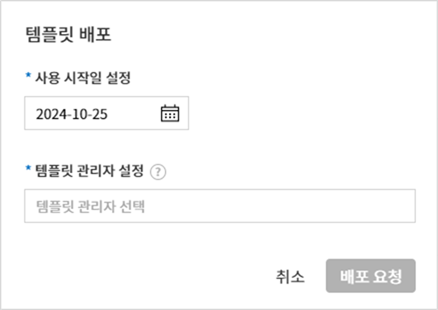 템플릿 배포
* 사용 시작일 설정
2024-10-25
* 템플릿 관리자 설정 ?
템플릿 관리자 선택
취소 배포 요청